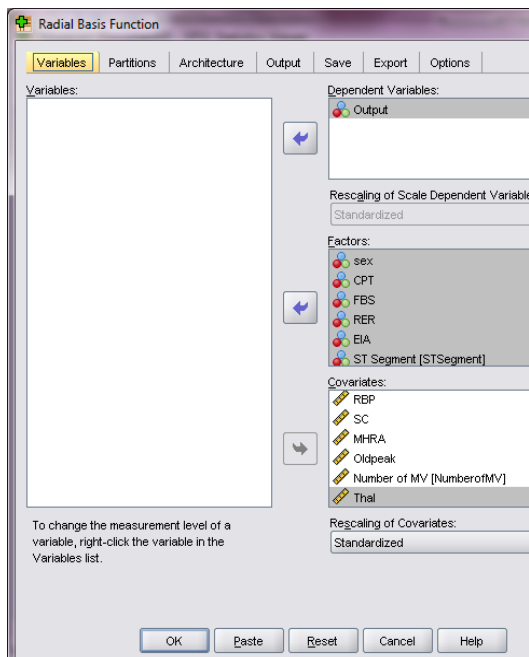 Radial Basis Function
Variables
Partitions
Architecture
Output
Save
Export
Options
Variables:
Dependent Variables:
Output
Rescaling of Scale Dependent Variable
Standardized
Factors:
sex
CPT
FBS
RER
EIA
ST Segment [STSegment]
Covariates:
RBP
SC
MHRA
Oldpeak
Number of MV [NumberofMV]
Thal
To change the measurement level of a
variable, right-click the variable in the
Variables list.
Rescaling of Covariates:
Standardized
OK
Paste
Reset
Cancel
Help